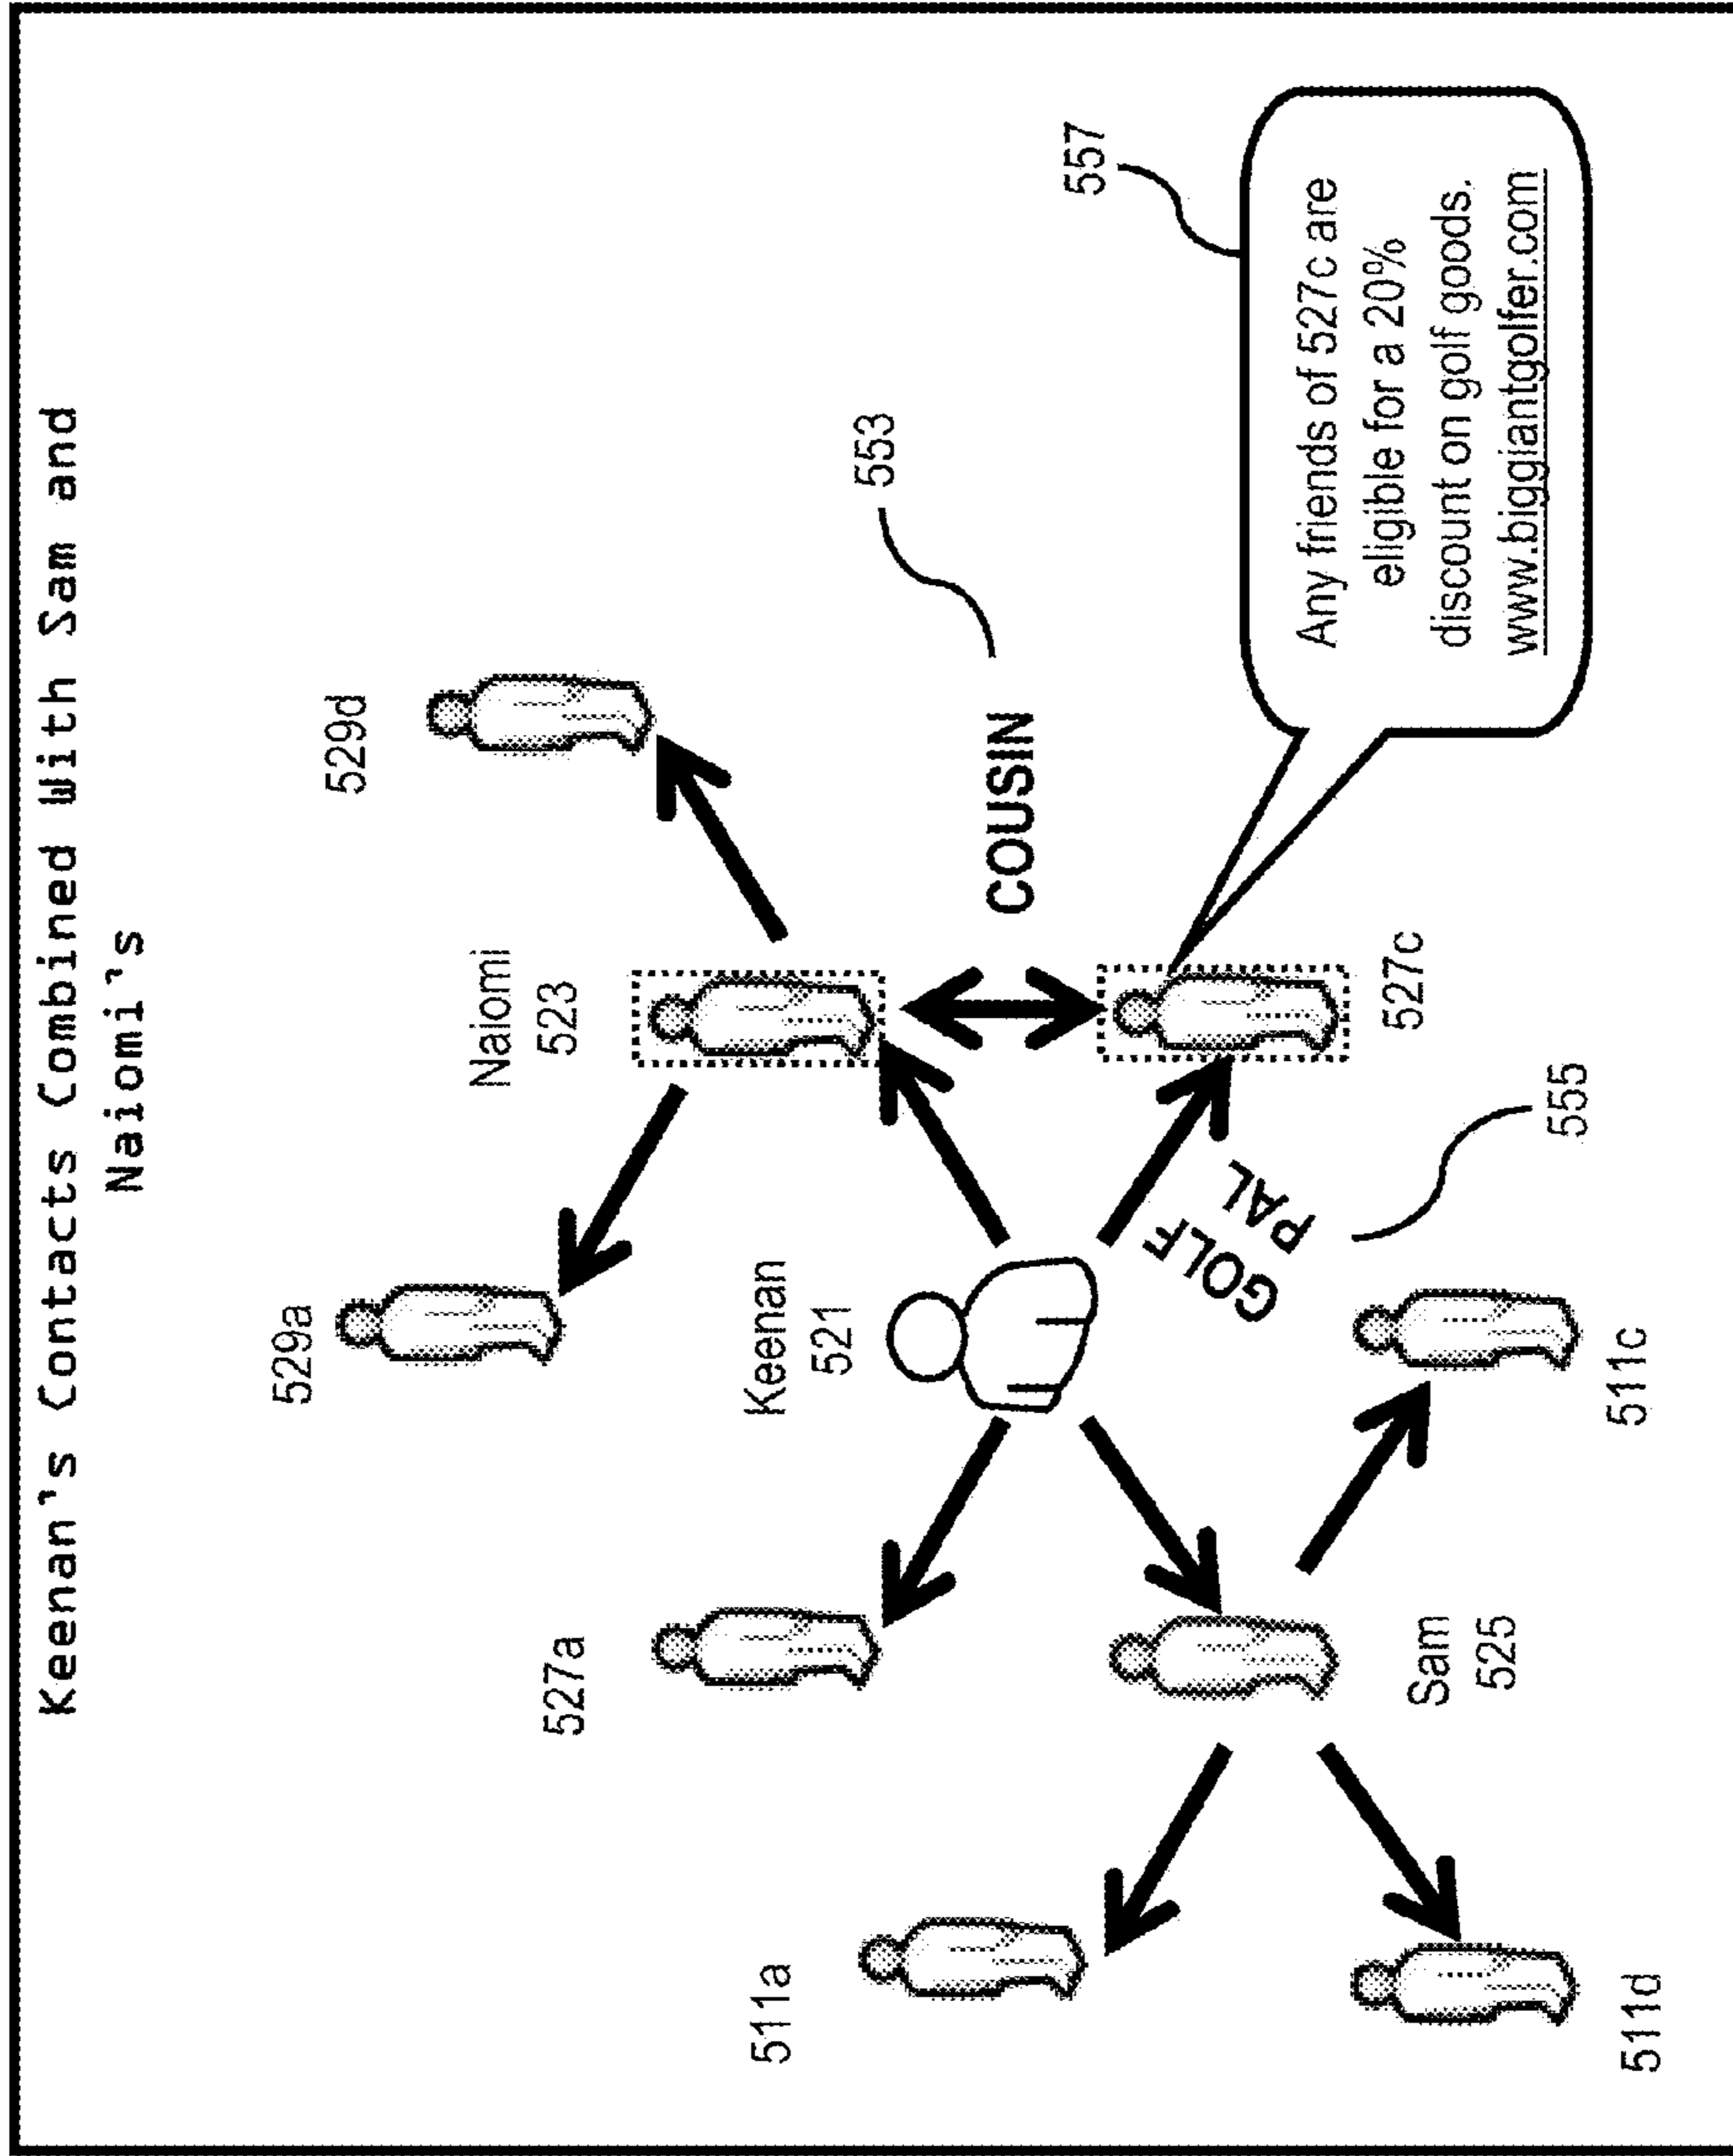 Keenan's Contacts Combined With Sam and
Naiomi's
529d
529a
Naiomi
523
527a
553
Keenan
521
COUSIN
557
511a
GOLF
PAL
Any friends of 527c are
eligible for a 20%
discount on golf goods.
www.biggiantgolfer.com
527c
Sam
525
555
511c
511d